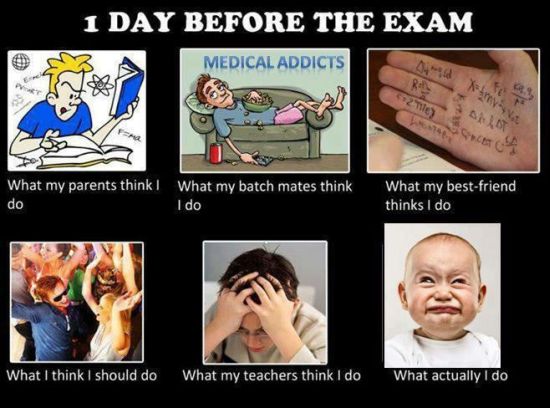 1 DAY BEFORE THE EXAM
MEDICAL ADDICTS
F=ma
What my parents think I
do
What my batch mates think
I do
What my best-friend
thinks I do
What I think I should do
What my teachers think I do
What actually I do